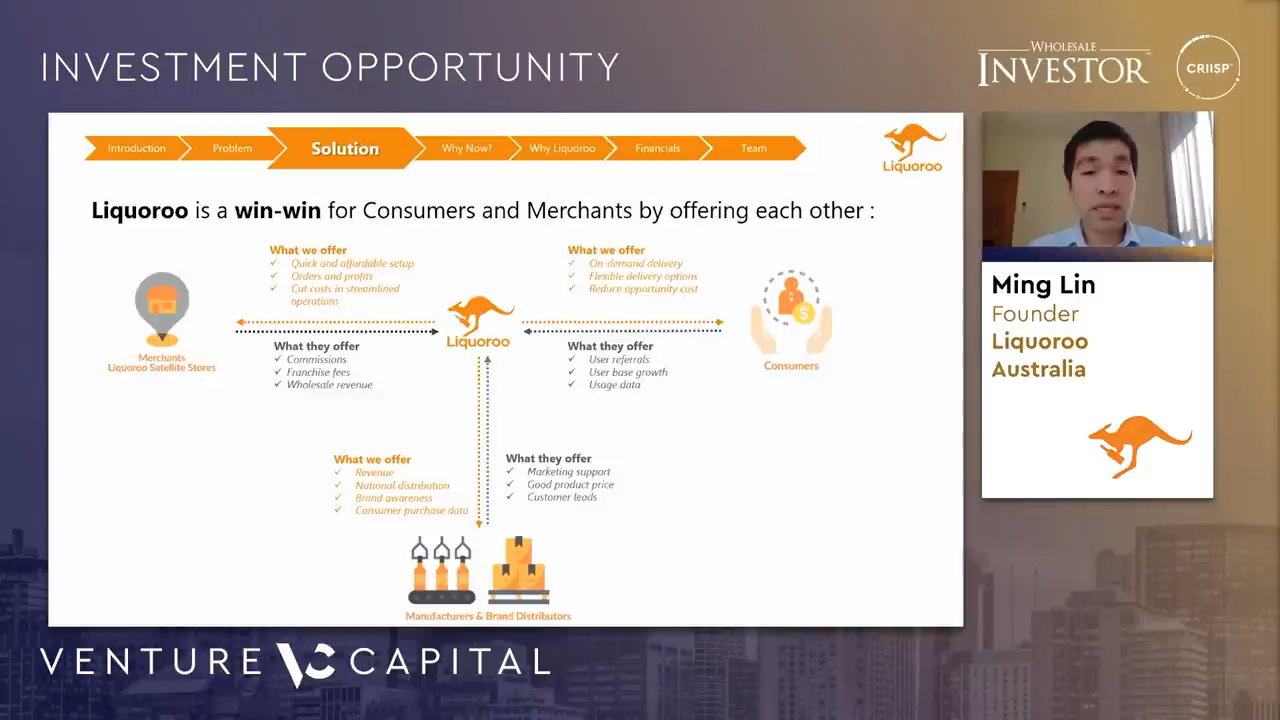 INVESTMENT OPPORTUNITY
WHOLESALE
INVESTOR
CRIISP
Introduction
Problem
Solution
Why Now?
Why Liquoroo
Financials
Team
Liquoroo
Liquoroo is a win-win for Consumers and Merchants by offering each other :
What we offer
✓ Quick and affordable setup
✓ Orders and profits
✓ Cut costs in streamlined
operations
What we offer
✓ On-demand delivery
✓ Flexible delivery options
✓ Reduce opportunity cost
Merchants
Liquoroo Satellite Stores
Liquoroo
$
Consumers
What they offer
✓ Commissions
✓ Franchise fees
✓ Wholesale revenue
What they offer
✓ User referrals
✓ User base growth
✓ Usage data
What we offer
✓ Revenue
✓ National distribution
✓ Brand awareness
✓ Consumer purchase data
What they offer
✓ Marketing support
✓ Good product price
✓ Customer leads
Manufacturers & Brand Distributors
Ming Lin
Founder
Liquoroo
Australia
VENTURE VC CAPITAL